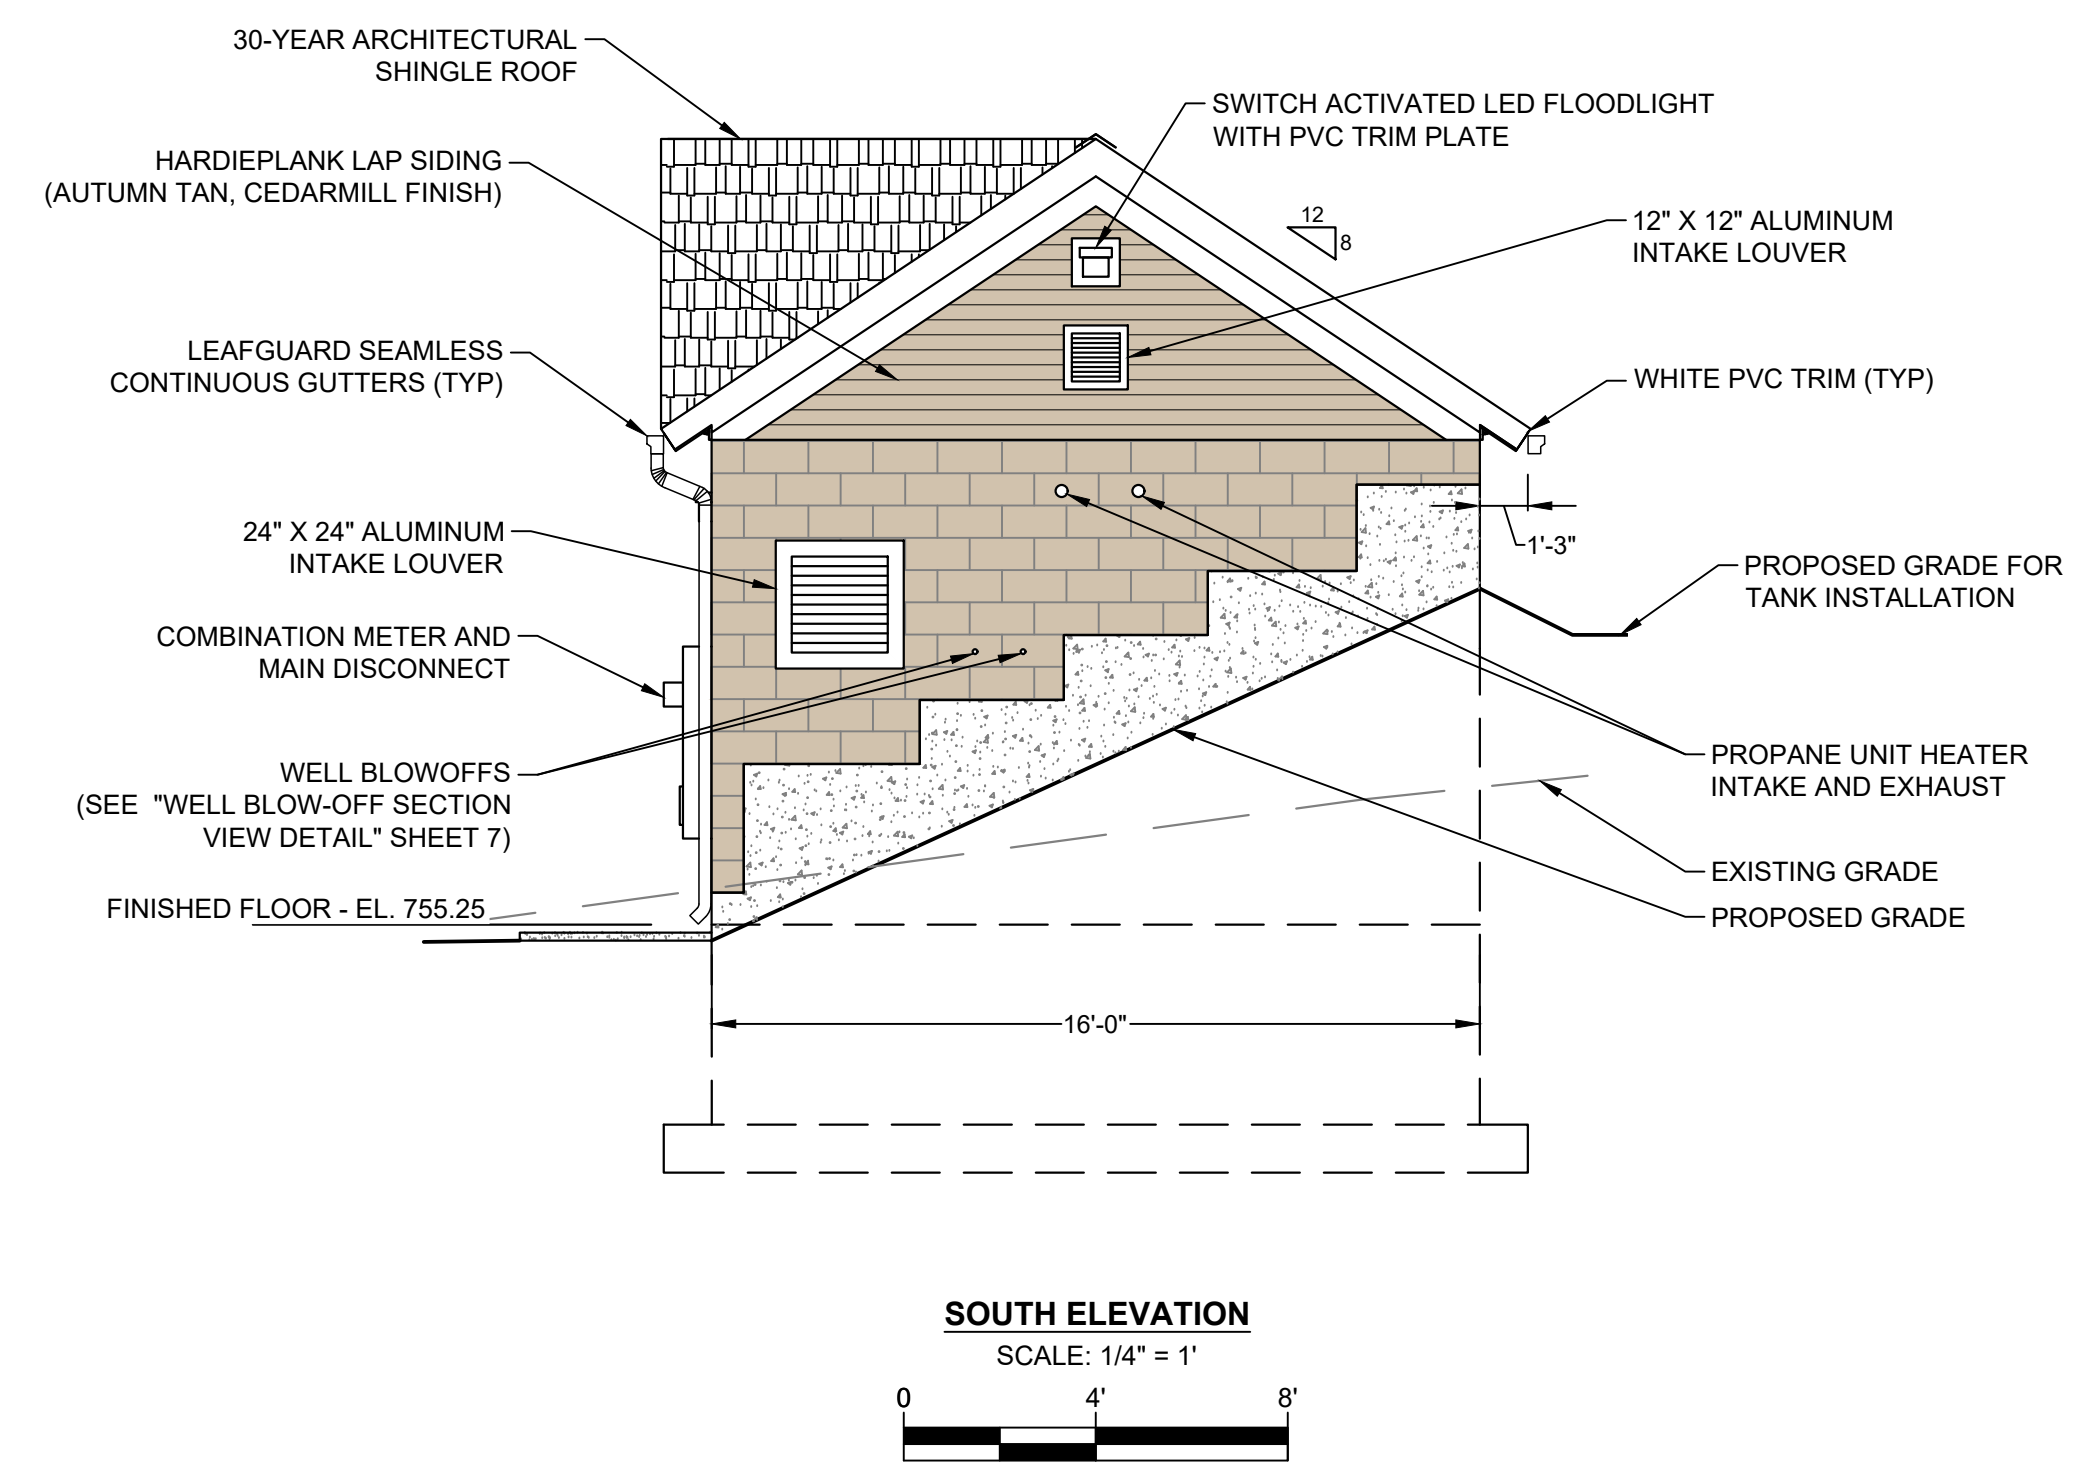 30-YEAR ARCHITECTURAL
SHINGLE ROOF
SWITCH ACTIVATED LED FLOODLIGHT
WITH PVC TRIM PLATE
HARDIEPLANK LAP SIDING
(AUTUMN TAN, CEDARMILL FINISH)
12
8
12" X 12" ALUMINUM
INTAKE LOUVER
LEAFGUARD SEAMLESS
CONTINUOUS GUTTERS (TYP)
WHITE PVC TRIM (TYP)
24" X 24" ALUMINUM
INTAKE LOUVER
1'-3"
PROPOSED GRADE FOR
TANK INSTALLATION
COMBINATION METER AND
MAIN DISCONNECT
WELL BLOWOFFS
(SEE "WELL BLOW-OFF SECTION
VIEW DETAIL" SHEET 7)
PROPANE UNIT HEATER
INTAKE AND EXHAUST
EXISTING GRADE
PROPOSED GRADE
FINISHED FLOOR - EL. 755.25
16'-0"
SOUTH ELEVATION
SCALE: 1/4" = 1'
0 4' 8'